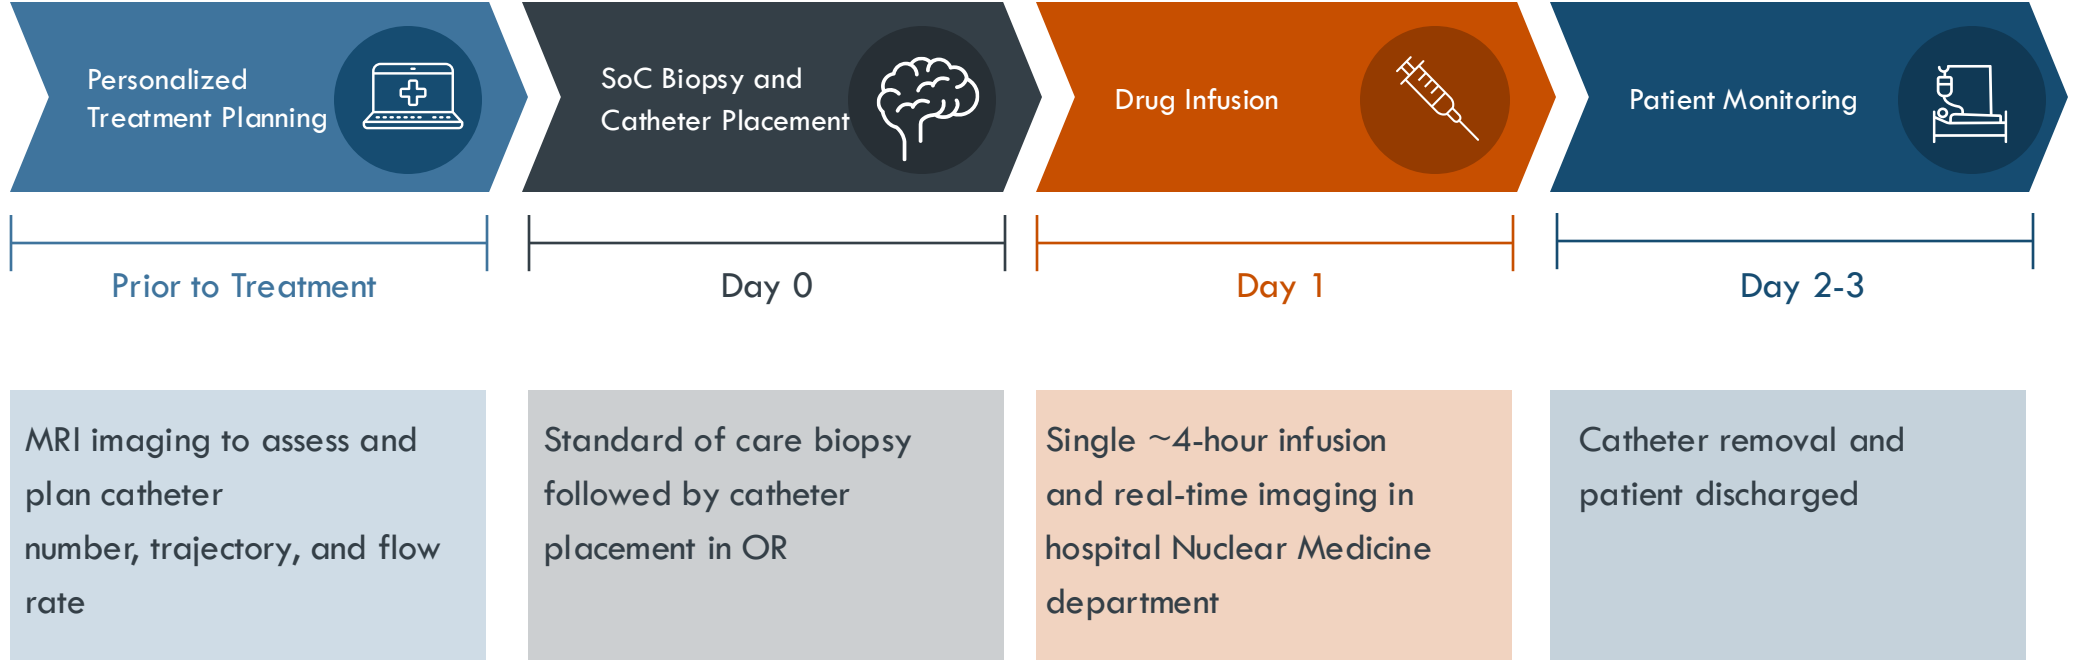 Personalized
Treatment Planning
SoC Biopsy and
Catheter Placement
Drug Infusion
Patient Monitoring
Prior to Treatment
Day 0
Day 1
Day 2-3
MRI imaging to assess and
plan catheter
number, trajectory, and flow
rate
Standard of care biopsy
followed by catheter
placement in OR
Single ~4-hour infusion
and real-time imaging in
hospital Nuclear Medicine
department
Catheter removal and
patient discharged